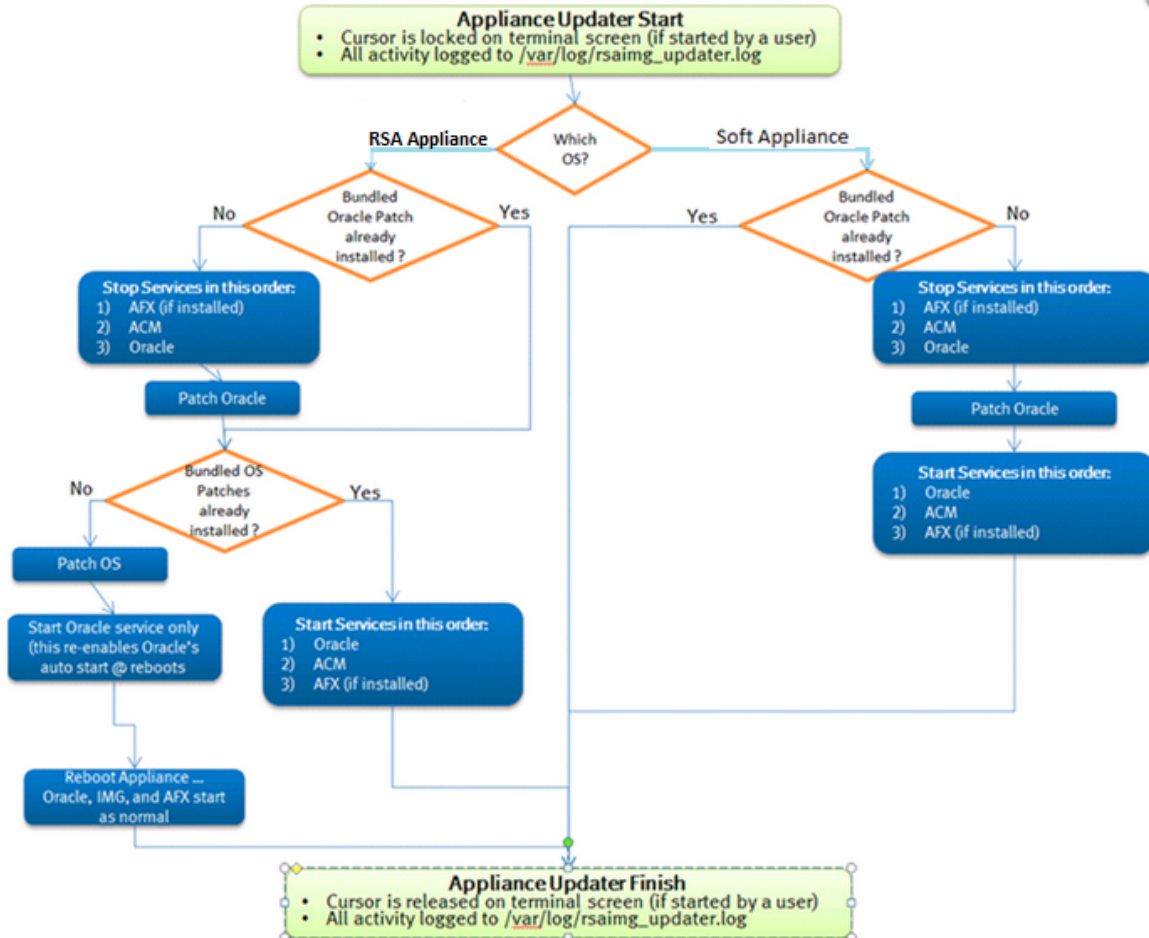 Appliance Updater Start
• Cursor is locked on terminal screen (if started by a user)
• All activity logged to /var/log/rsaimg_updater.log
Which
OS?
RSA Appliance
Soft Appliance
Bundled
Oracle Patch
already
installed ?
No
Yes
Bundled
Oracle Patch
already
installed ?
Yes
No
Stop Services in this order:
1) AFX (if installed)
2) ACM
3) Oracle
Stop Services in this order:
1) AFX (if installed)
2) ACM
3) Oracle
Patch Oracle
Patch Oracle
Bundled OS
Patches
already
installed ?
No
Yes
Start Services in this order:
1) Oracle
2) ACM
3) AFX (if installed)
Patch OS
Start Oracle service only
(this re-enables Oracle's
auto start @ reboots
Start Services in this order:
1) Oracle
2) ACM
3) AFX (if installed)
Reboot Appliance ...
Oracle, IMG, and AFX start
as normal
Appliance Updater Finish
• Cursor is released on terminal screen (if started by a user)
• All activity logged to /var/log/rsaimg_updater.log